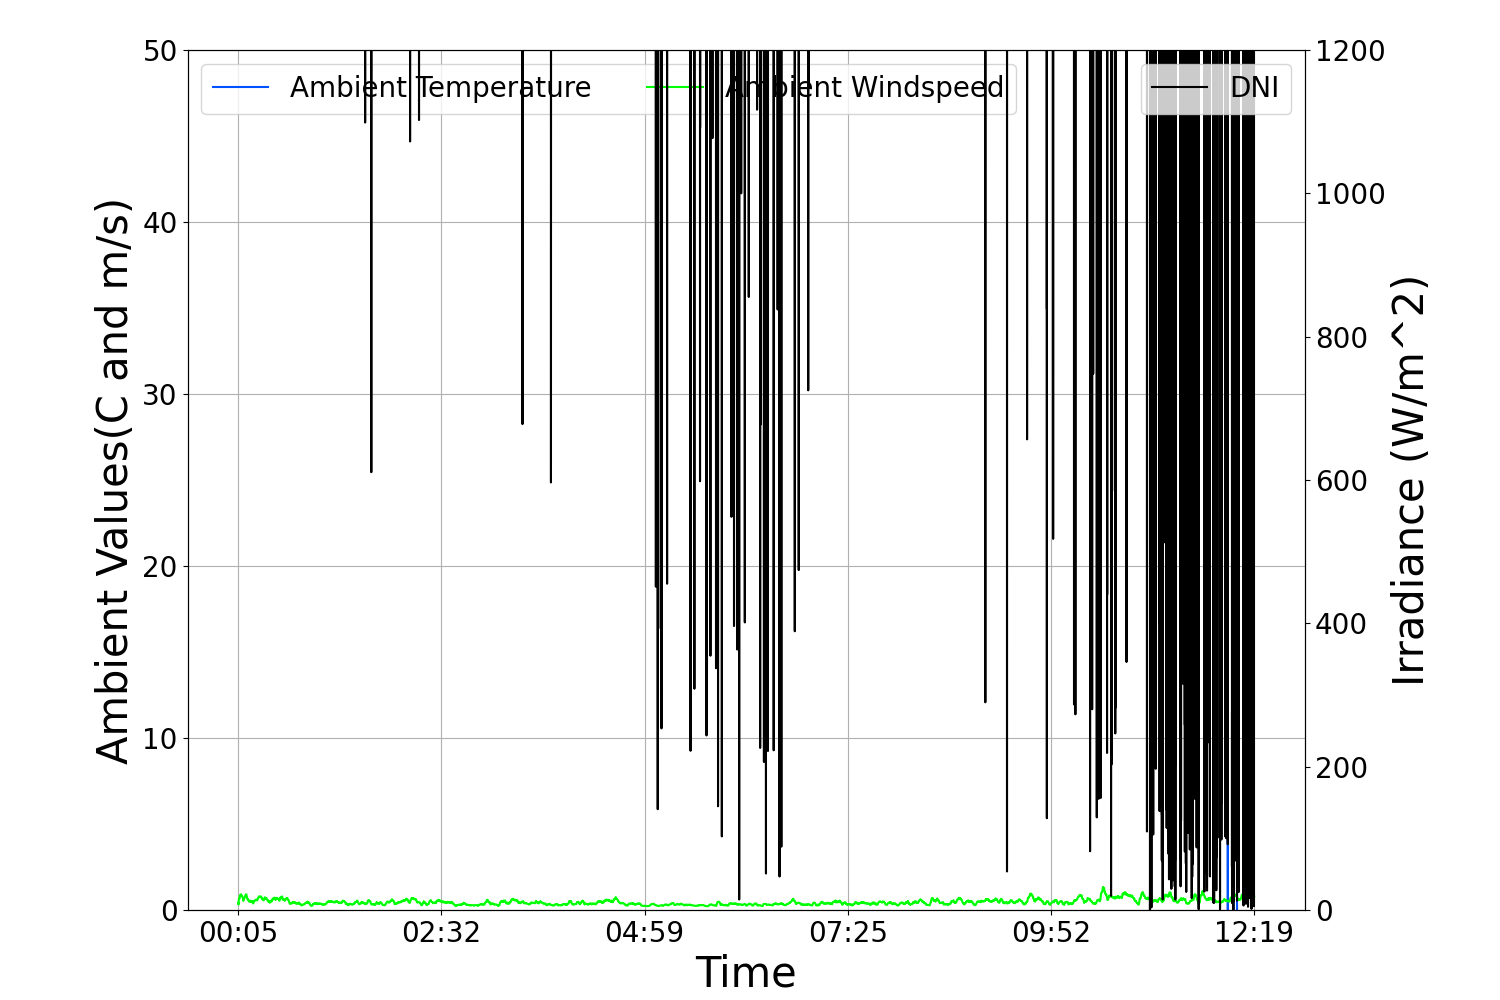 Ambient Temperature
Ambient Windspeed
DNI
Ambient Values(C and m/s)
50
40
30
20
10
0
Irradiance (W/m^2)
1200
1000
800
600
400
200
0
00:05 02:32 04:59 07:25 09:52 12:19
Time